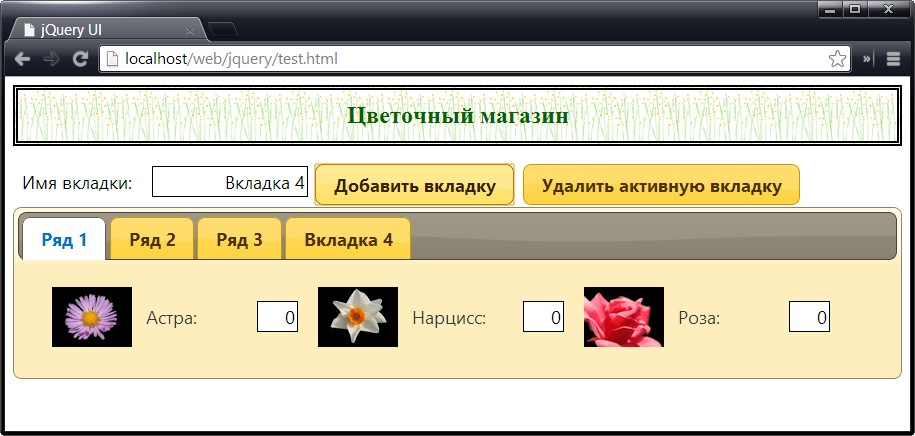 jQuery UI
localhost/web/jquery/test.html
Цветочный магазин
Имя вкладки: Вкладка 4 Добавить вкладку Удалить активную вкладку
Ряд 1 Ряд 2 Ряд 3 Вкладка 4
Астра: 0 Нарцисс: 0 Роза: 0